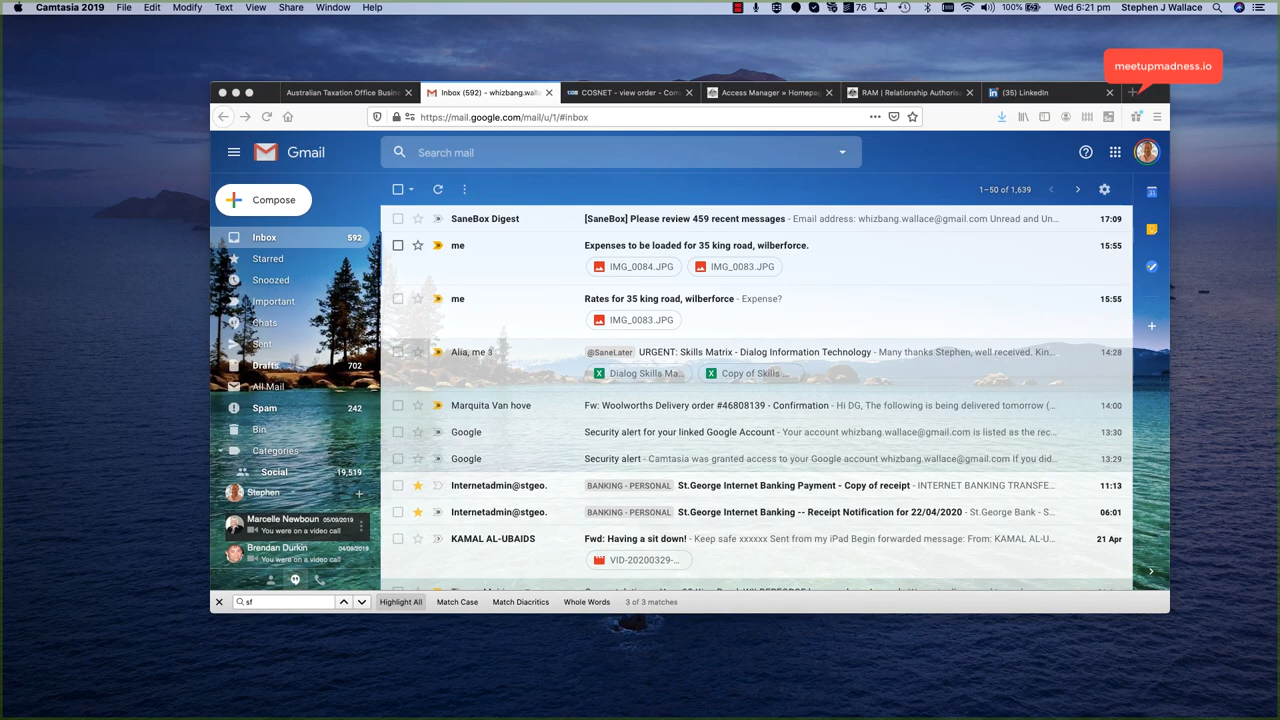 Camtasia 2019 File Edit Modify Text View Share Window Help 76 100% Wed 6:21 pm Stephen J Wallace
meetupmadness.io
Australian Taxation Office Busin Inbox (592) - whizbang.wall COSNET - view order - Com Access Manager » Homepag RAM | Relationship Authoris (35) LinkedIn
https://mail.google.com/mail/u/1/#inbox
Gmail Search mail
Compose 1–50 of 1,639
SaneBox Digest [SaneBox] Please review 459 recent messages - Email address: whizbang.wallace@gmail.com Unread and Un... 17:09
Inbox 592
me Expenses to be loaded for 35 king road, wilberforce. 15:55
Starred
IMG_0084.JPG IMG_0083.JPG
Snoozed
Important
me Rates for 35 king road, wilberforce - Expense? 15:55
Chats
IMG_0083.JPG
Sent
Alia, me 3 @SaneLater URGENT: Skills Matrix - Dialog Information Technology - Many thanks Stephen, well received. Kin... 14:28
Drafts 702
Dialog Skills Ma... Copy of Skills ...
All Mail
Spam 242
Marquita Van hove Fw: Woolworths Delivery order #46808139 - Confirmation - Hi DG, The following is being delivered tomorrow (... 14:00
Bin
Google Security alert for your linked Google Account - Your account whizbang.wallace@gmail.com is listed as the rec... 13:30
Categories
Google Security alert - Camtasia was granted access to your Google account whizbang.wallace@gmail.com If you did... 13:29
Social 19,519
Internetadmin@stgeo. BANKING - PERSONAL St.George Internet Banking Payment - Copy of receipt - INTERNET BANKING TRANSFE... 11:13
Stephen
Internetadmin@stgeo. BANKING - PERSONAL St.George Internet Banking -- Receipt Notification for 22/04/2020 - St.George Bank - S... 06:01
Marcelle Newboun 05/09/2019
You were on a video call
KAMAL AL-UBAIDS Fwd: Having a sit down! - Keep safe xxxxxx Sent from my iPad Begin forwarded message: From: KAMAL AL-U... 21 Apr
Brendan Durkin 04/09/2019
You were on a video call
VID-20200329-...
sf Highlight All Match Case Match Diacritics Whole Words 3 of 3 matches